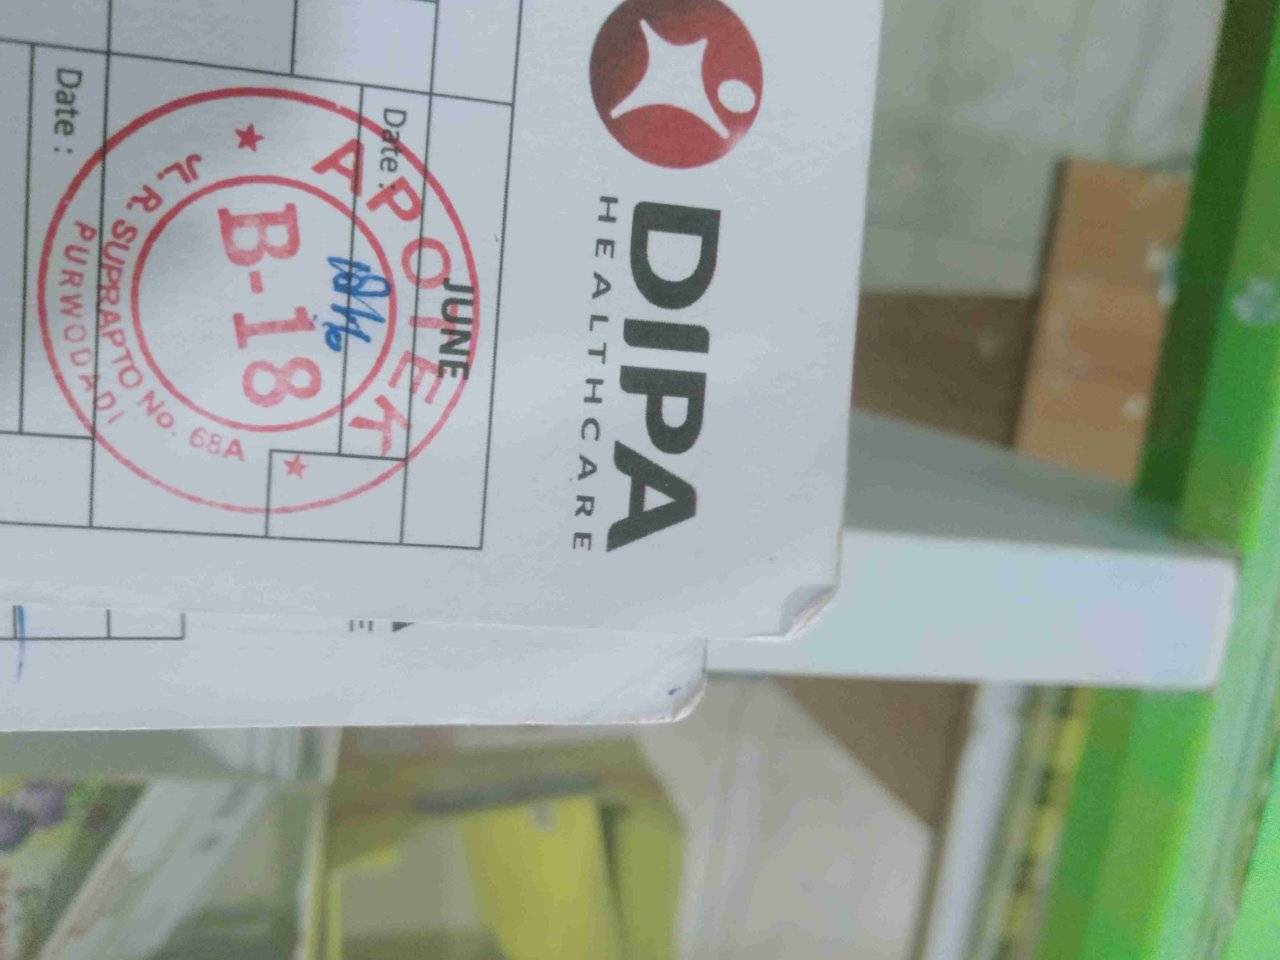 DIPA
HEALTHCARE
JUNE
Date :
APOTEK
B-18
JL. R. SUPRAPTO No. 68A
PURWODADI
Date :